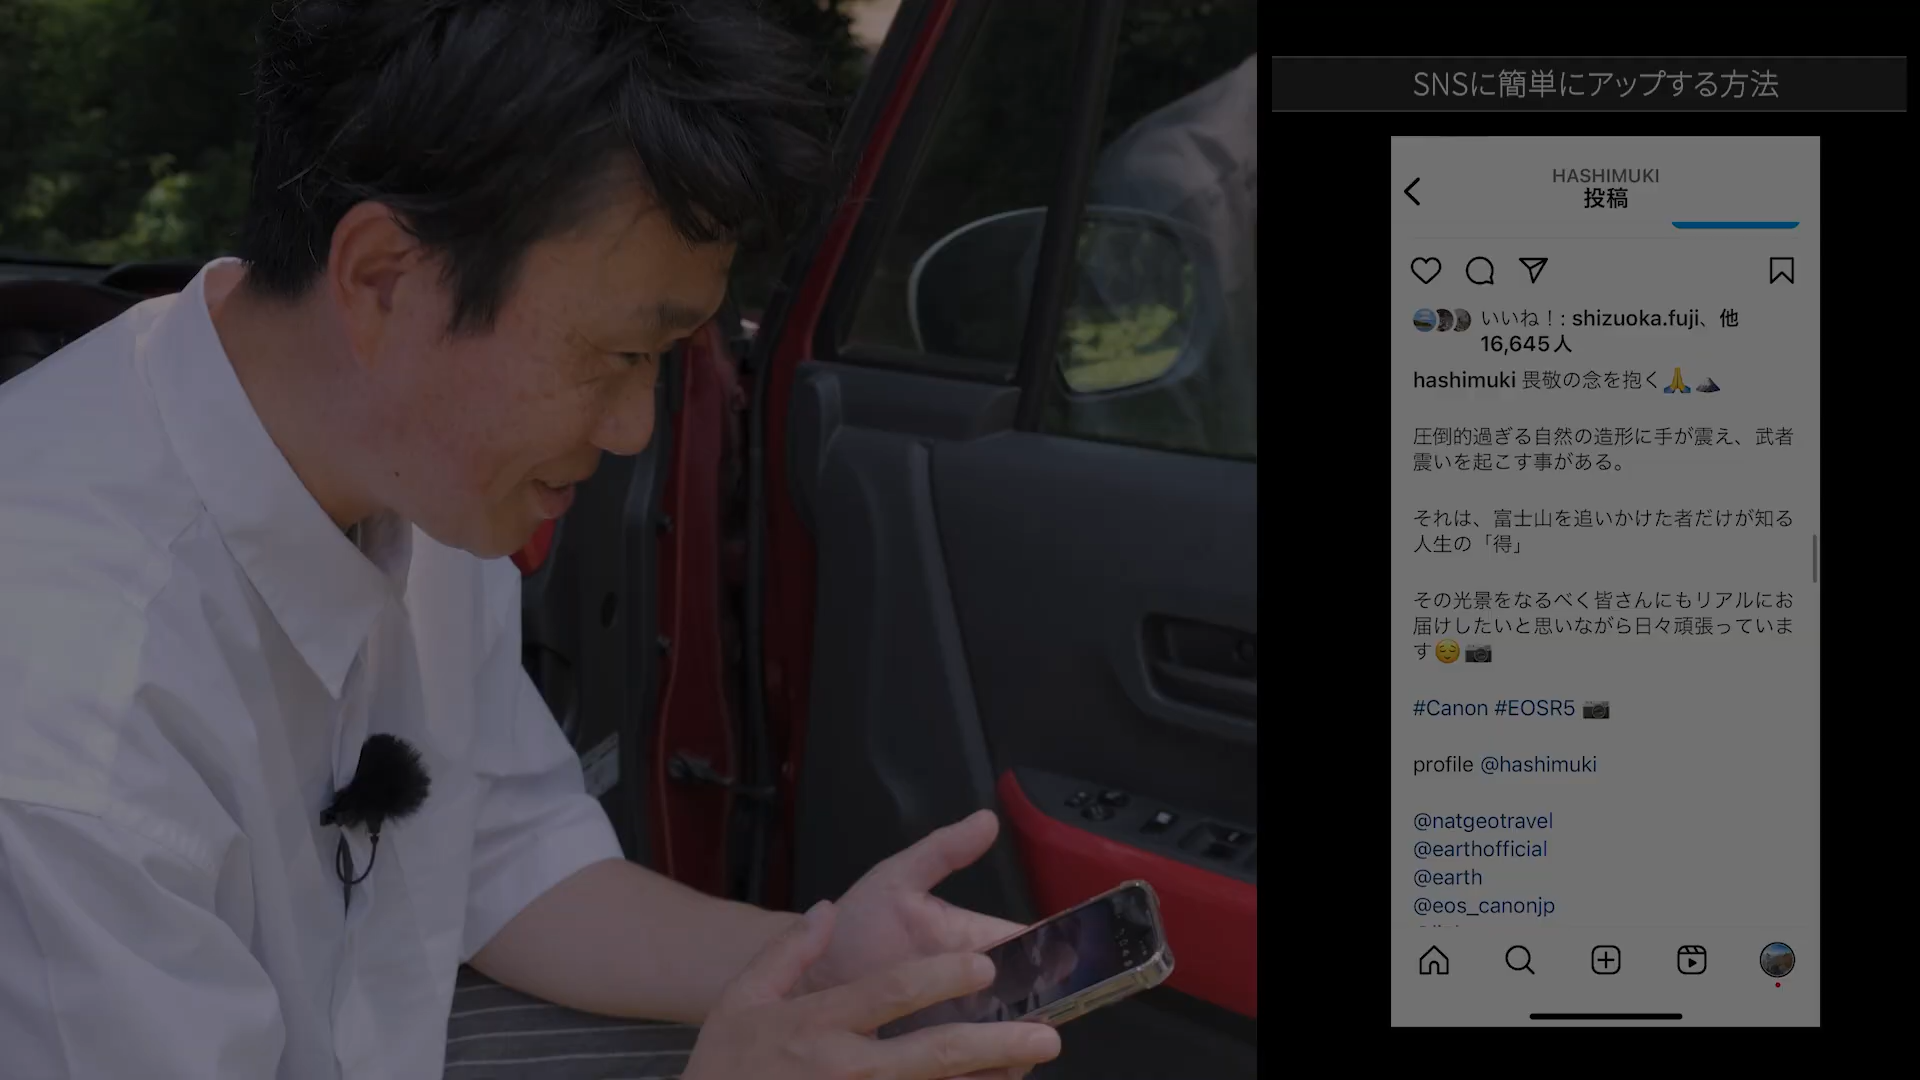 SNSに簡単にアップする方法
HASHIMUKI
投稿
いいね！: shizuoka.fuji、他
16,645人
hashimuki 畏敬の念を抱く🙏🗻
圧倒的過ぎる自然の造形に手が震え、武者
震いを起こす事がある。
それは、富士山を追いかけた者だけが知る
人生の「得」
その光景をなるべく皆さんにもリアルにお
届けしたいと思いながら日々頑張っていま
す😌📷
#Canon #EOSR5 📷
profile @hashimuki
@natgeotravel
@earthofficial
@earth
@eos_canonjp